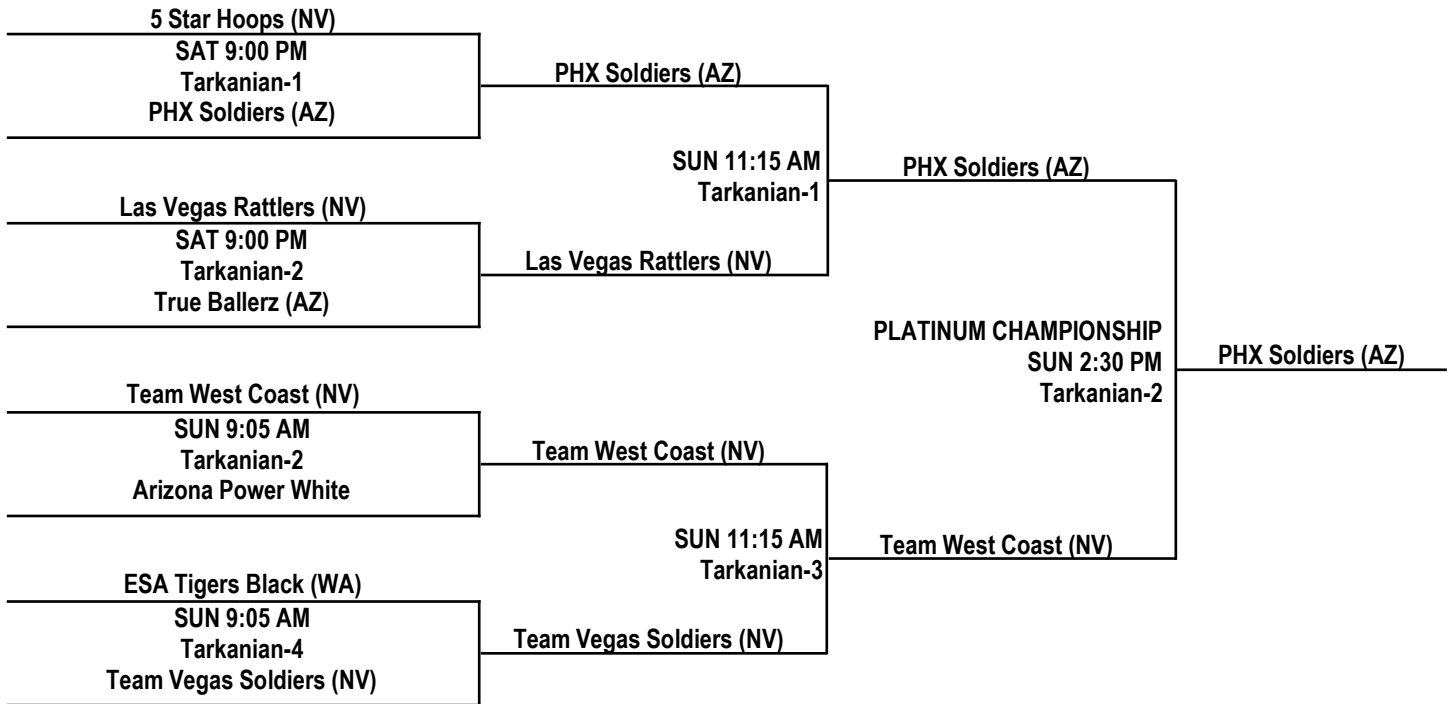 5 Star Hoops (NV)
SAT 9:00 PM
Tarkanian-1
PHX Soldiers (AZ)
Las Vegas Rattlers (NV)
SAT 9:00 PM
Tarkanian-2
True Ballerz (AZ)
Team West Coast (NV)
SUN 9:05 AM
Tarkanian-2
Arizona Power White
ESA Tigers Black (WA)
SUN 9:05 AM
Tarkanian-4
Team Vegas Soldiers (NV)
PHX Soldiers (AZ)
SUN 11:15 AM
Tarkanian-1
Las Vegas Rattlers (NV)
Team West Coast (NV)
SUN 11:15 AM
Tarkanian-3
Team Vegas Soldiers (NV)
PHX Soldiers (AZ)
PLATINUM CHAMPIONSHIP
SUN 2:30 PM
Tarkanian-2
Team West Coast (NV)
PHX Soldiers (AZ)